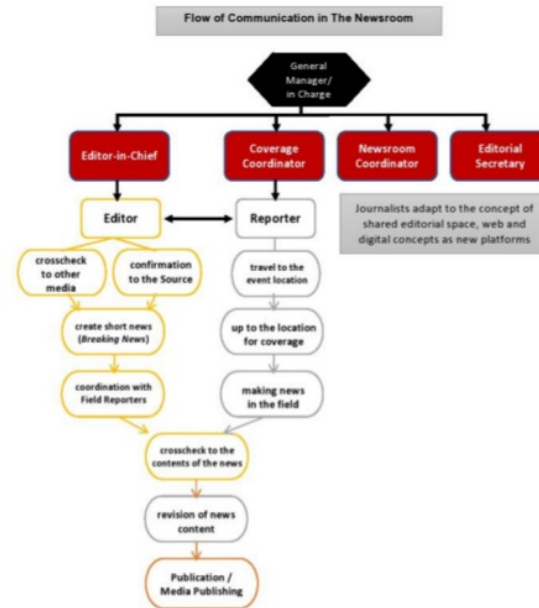 Flow of Communication in The Newsroom
General
Manager/
in Charge
Editor-in-Chief
Coverage
Coordinator
Newsroom
Coordinator
Editorial
Secretary
Editor
Reporter
Journalists adapt to the concept of
shared editorial space, web and
digital concepts as new platforms
crosscheck
to other
media
confirmation
to the Source
travel to the
event location
create short news
(Breaking News)
up to the location
for coverage
coordination with
Field Reporters
making news
in the field
crosscheck to the
contents of the news
revision of news
content
Publication /
Media Publishing